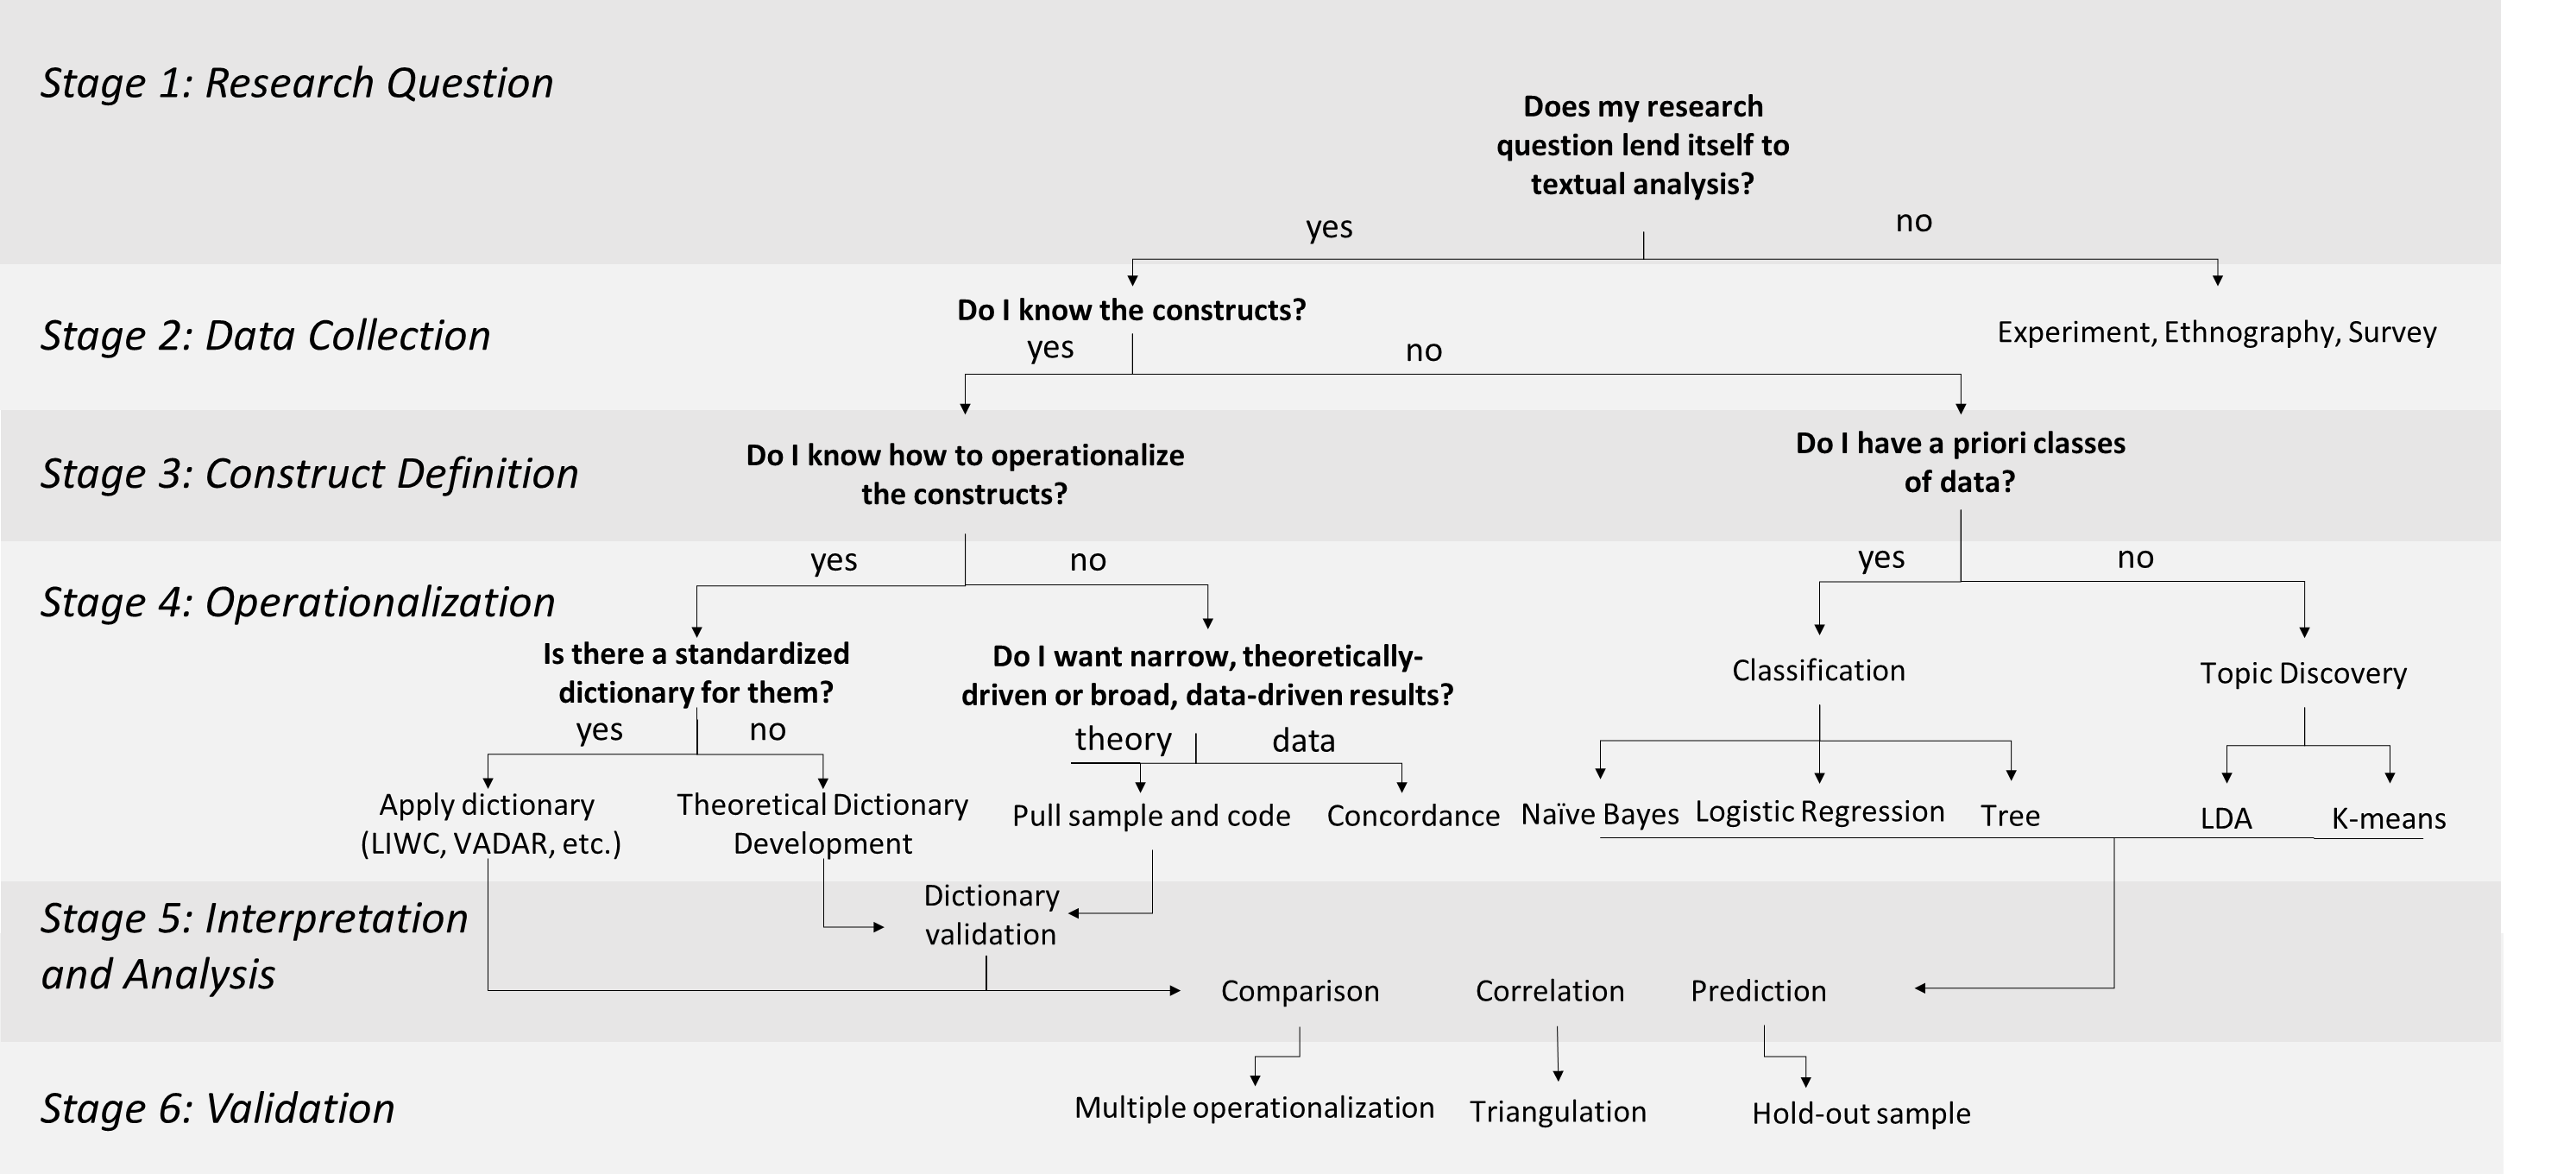 Stage 1: Research Question
Does my research
question lend itself to
textual analysis?
yes
no
Stage 2: Data Collection
Do I know the constructs?
Experiment, Ethnography, Survey
yes
no
Stage 3: Construct Definition
Do I know how to operationalize
the constructs?
Do I have a priori classes
of data?
yes
no
yes
no
Stage 4: Operationalization
Is there a standardized
dictionary for them?
Do I want narrow, theoretically-
driven or broad, data-driven results?
Classification
Topic Discovery
yes
no
theory
data
Apply dictionary
(LIWC, VADAR, etc.)
Theoretical Dictionary
Development
Pull sample and code
Concordance
Naïve Bayes
Logistic Regression
Tree
LDA
K-means
Stage 5: Interpretation
and Analysis
Dictionary
validation
Comparison
Correlation
Prediction
Stage 6: Validation
Multiple operationalization
Triangulation
Hold-out sample